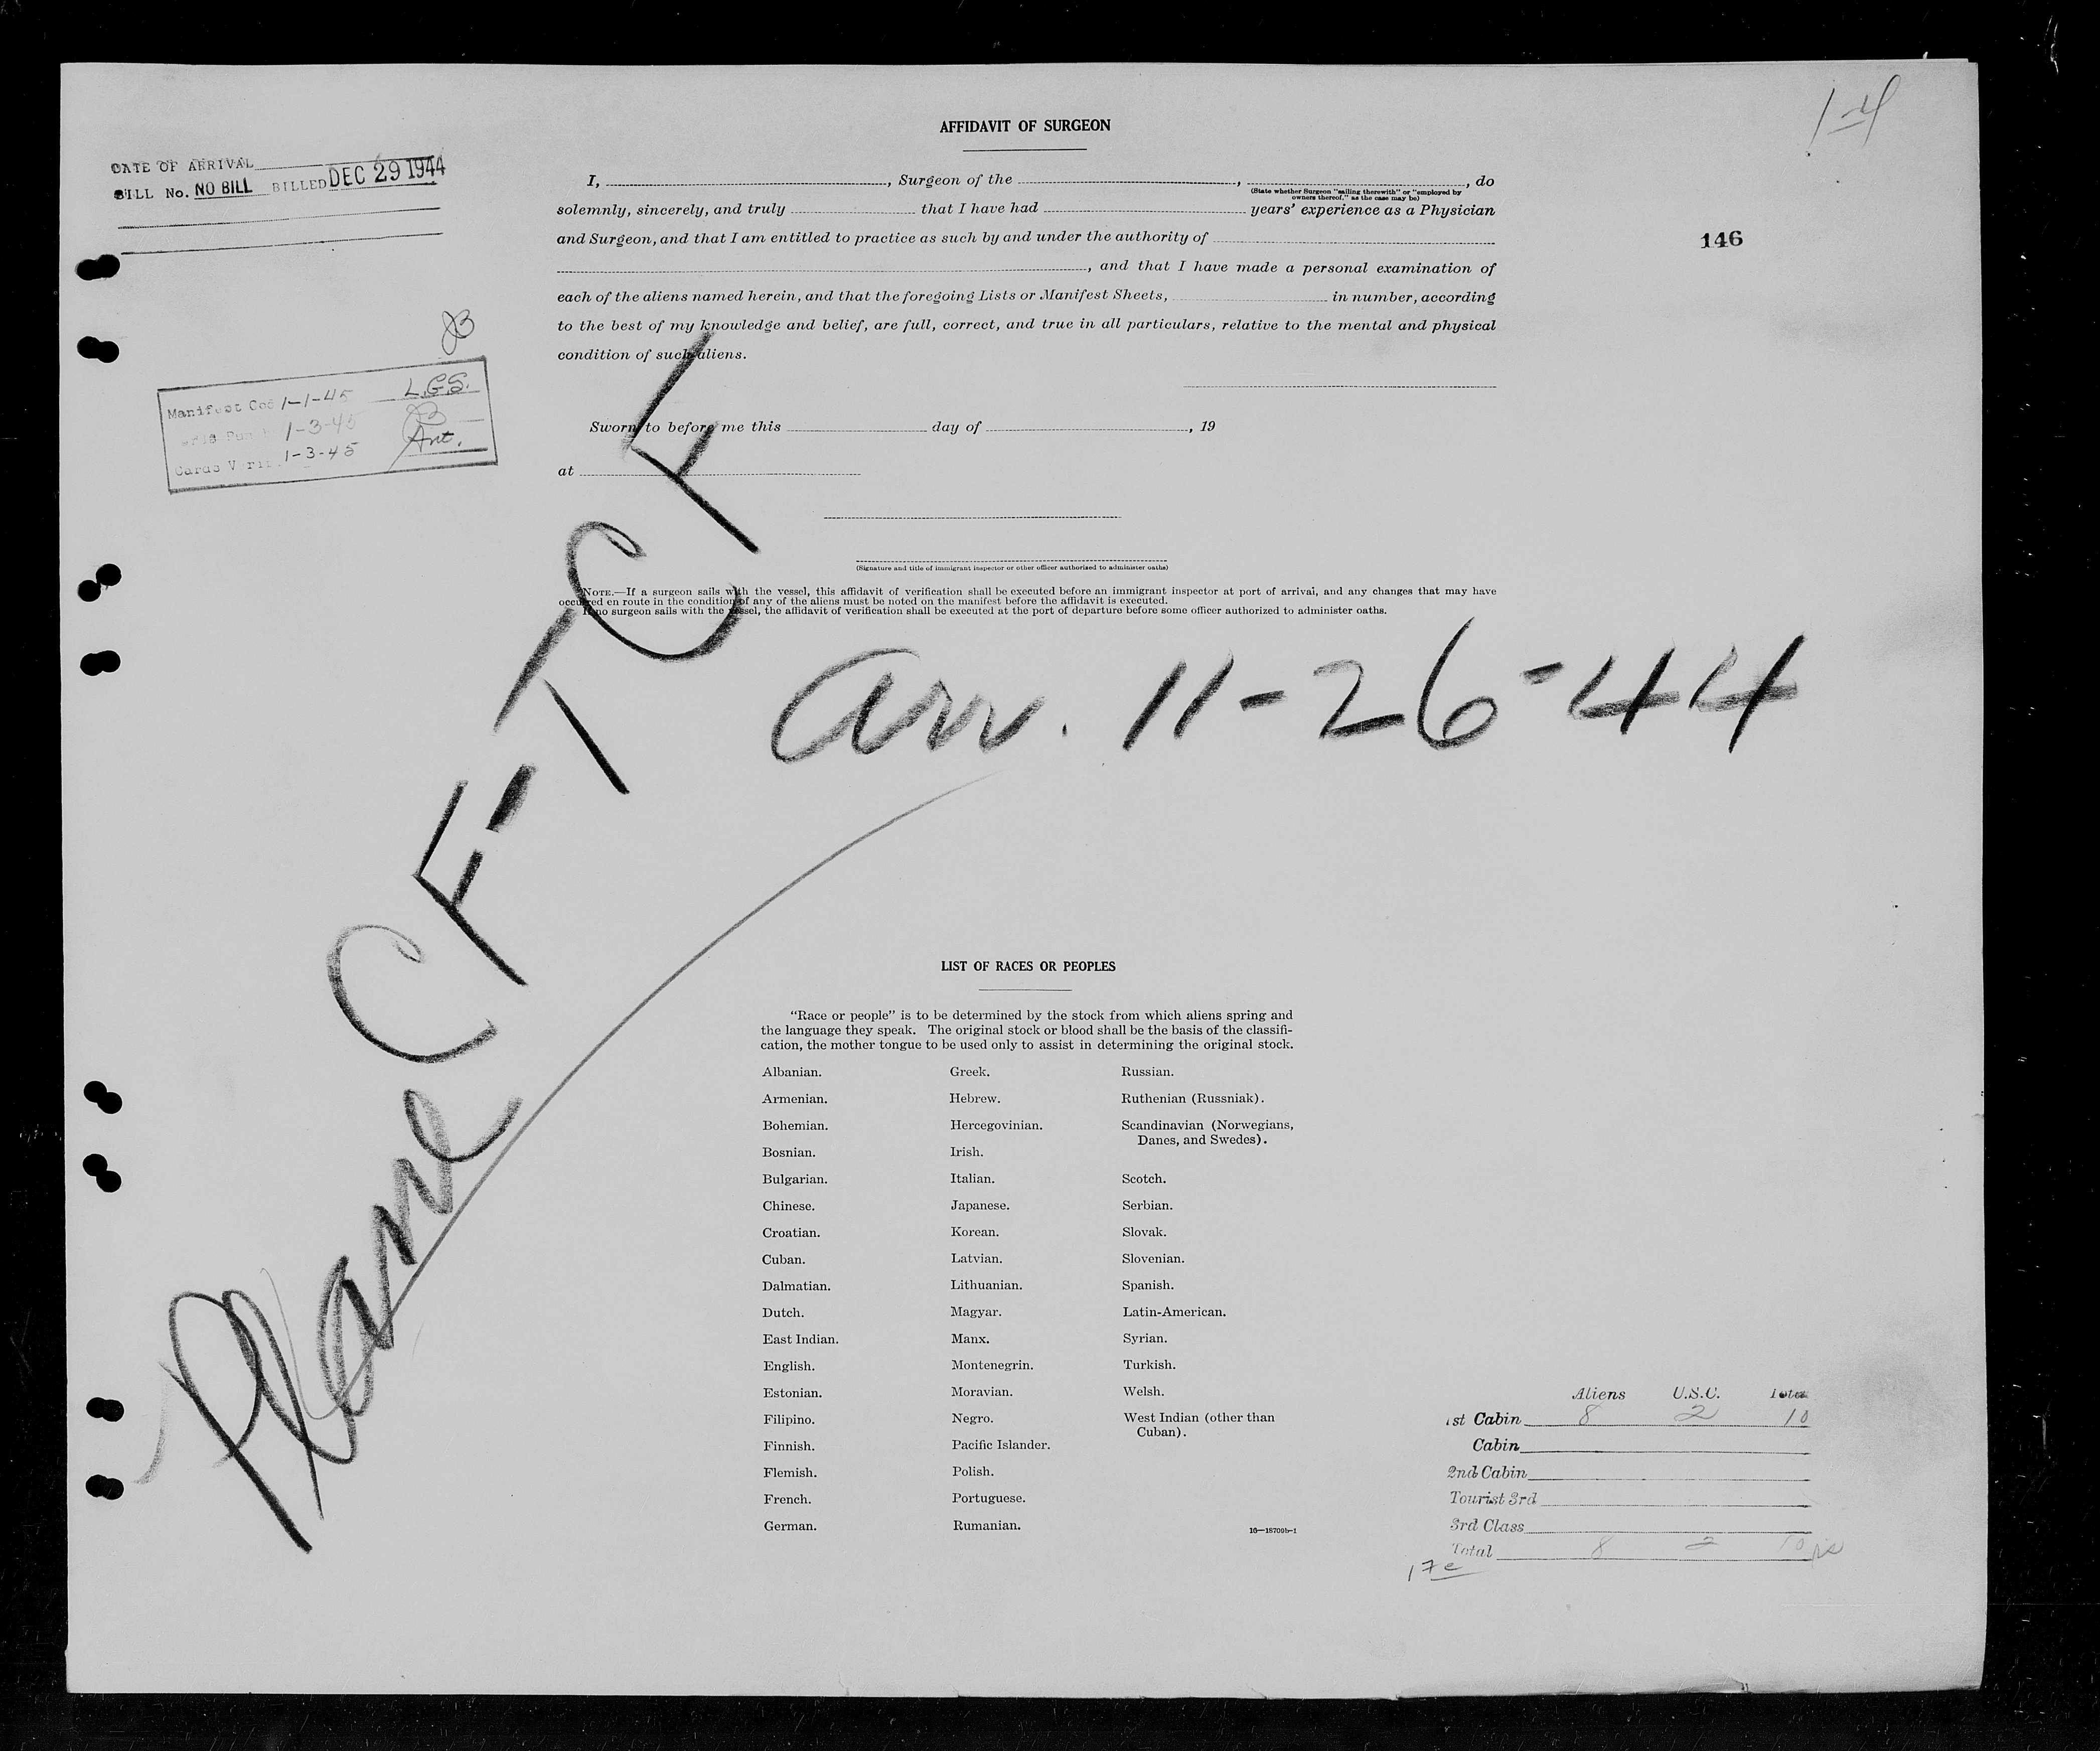 1-4
AFFIDAVIT OF SURGEON
DATE OF ARRIVAL
BILL No. NO BILL BILLED DEC 29 1944
I, , Surgeon of the , , do
(State whether Surgeon "sailing therewith" or "employed by
owners thereof," as the case may be)
solemnly, sincerely, and truly that I have had years' experience as a Physician
and Surgeon, and that I am entitled to practice as such by and under the authority of
, and that I have made a personal examination of
each of the aliens named herein, and that the foregoing Lists or Manifest Sheets, in number, according
to the best of my knowledge and belief, are full, correct, and true in all particulars, relative to the mental and physical
condition of such aliens.
146
Manifest Cod 1-1-45 L.G.S.
1-3-45
Cards Veri 1-3-45 Ant.
Sworn to before me this day of , 19
at
(Signature and title of immigrant inspector or other officer authorized to administer oaths)
NOTE.—If a surgeon sails with the vessel, this affidavit of verification shall be executed before an immigrant inspector at port of arrival, and any changes that may have
occurred en route in the condition of any of the aliens must be noted on the manifest before the affidavit is executed.
If no surgeon sails with the vessel, the affidavit of verification shall be executed at the port of departure before some officer authorized to administer oaths.
Plane CF-TCF
arr. 11-26-44
LIST OF RACES OR PEOPLES
"Race or people" is to be determined by the stock from which aliens spring and
the language they speak. The original stock or blood shall be the basis of the classifi-
cation, the mother tongue to be used only to assist in determining the original stock.
Albanian.
Armenian.
Bohemian.
Bosnian.
Bulgarian.
Chinese.
Croatian.
Cuban.
Dalmatian.
Dutch.
East Indian.
English.
Estonian.
Filipino.
Finnish.
Flemish.
French.
German.
Greek.
Hebrew.
Hercegovinian.
Irish.
Italian.
Japanese.
Korean.
Latvian.
Lithuanian.
Magyar.
Manx.
Montenegrin.
Moravian.
Negro.
Pacific Islander.
Polish.
Portuguese.
Rumanian.
Russian.
Ruthenian (Russniak).
Scandinavian (Norwegians,
Danes, and Swedes).
Scotch.
Serbian.
Slovak.
Slovenian.
Spanish.
Latin-American.
Syrian.
Turkish.
Welsh.
West Indian (other than
Cuban).
16—18700b-1
Aliens U.S.C. Total
1st Cabin 8 2 10
Cabin
2nd Cabin
Tourist 3rd
3rd Class
Total 8 2 10